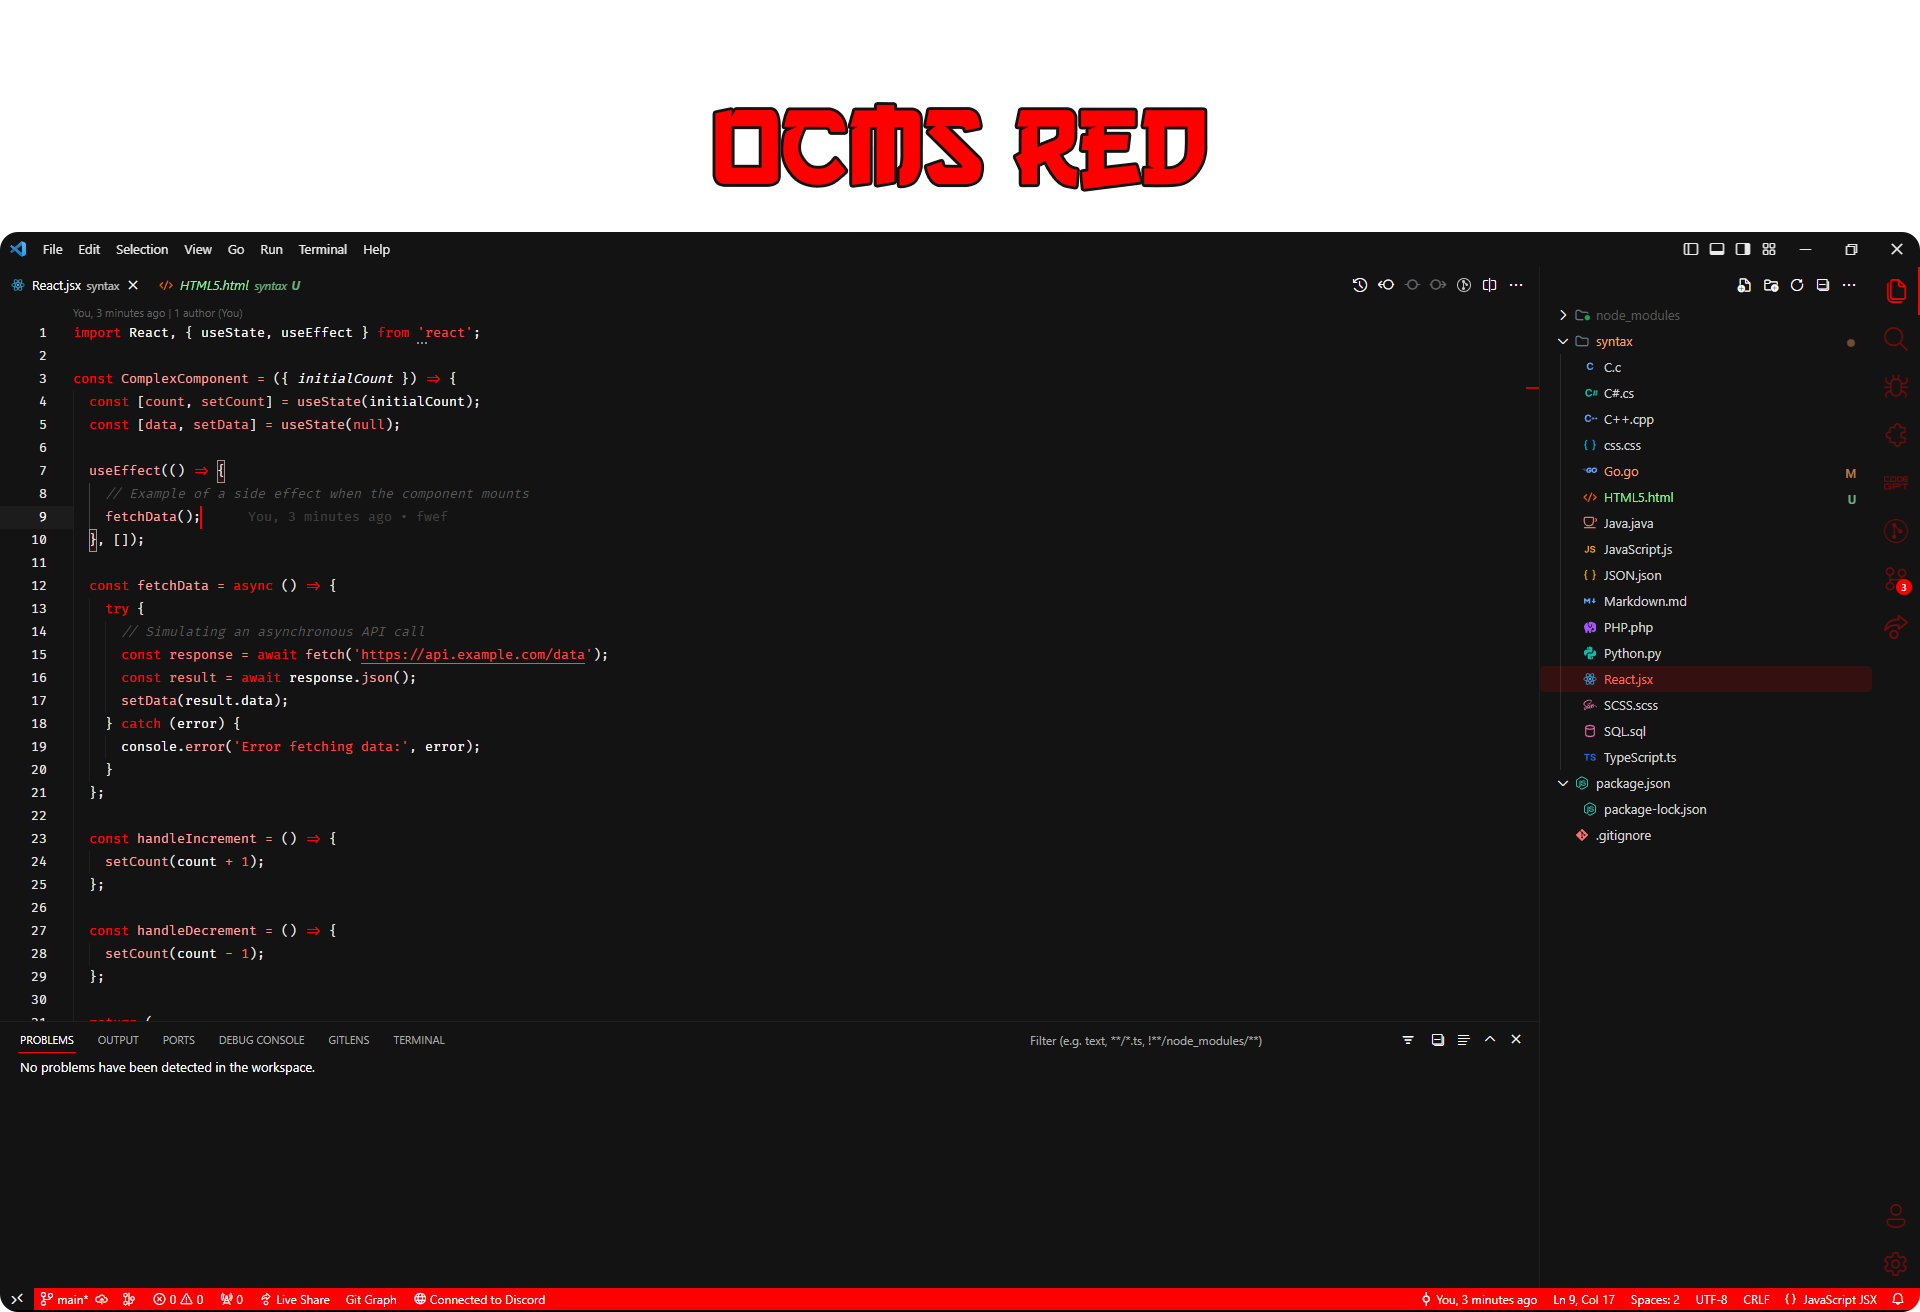 OCMS RED
File Edit Selection View Go Run Terminal Help
React.jsx syntax HTML5.html syntax U
You, 3 minutes ago | 1 author (You)
1 import React, { useState, useEffect } from 'react';
2
3 const ComplexComponent = ({ initialCount }) => {
4 const [count, setCount] = useState(initialCount);
5 const [data, setData] = useState(null);
6
7 useEffect(() => {
8 // Example of a side effect when the component mounts
9 fetchData(); You, 3 minutes ago • fwef
10 }, []);
11
12 const fetchData = async () => {
13 try {
14 // Simulating an asynchronous API call
15 const response = await fetch('https://api.example.com/data');
16 const result = await response.json();
17 setData(result.data);
18 } catch (error) {
19 console.error('Error fetching data:', error);
20 }
21 };
22
23 const handleIncrement = () => {
24 setCount(count + 1);
25 };
26
27 const handleDecrement = () => {
28 setCount(count - 1);
29 };
30
31 return (
node_modules
syntax
C C.c
C# C#.cs
C++ C++.cpp
{ } css.css
GO Go.go M
</> HTML5.html U
Java.java
JS JavaScript.js
{ } JSON.json
M↓ Markdown.md
PHP.php
Python.py
React.jsx
SCSS.scss
SQL.sql
TS TypeScript.ts
package.json
package-lock.json
.gitignore
CODE
GPT
3
PROBLEMS OUTPUT PORTS DEBUG CONSOLE GITLENS TERMINAL
Filter (e.g. text, **/*.ts, !**/node_modules/**)
No problems have been detected in the workspace.
main* 0 0 0 Live Share Git Graph Connected to Discord
You, 3 minutes ago Ln 9, Col 17 Spaces: 2 UTF-8 CRLF { } JavaScript JSX